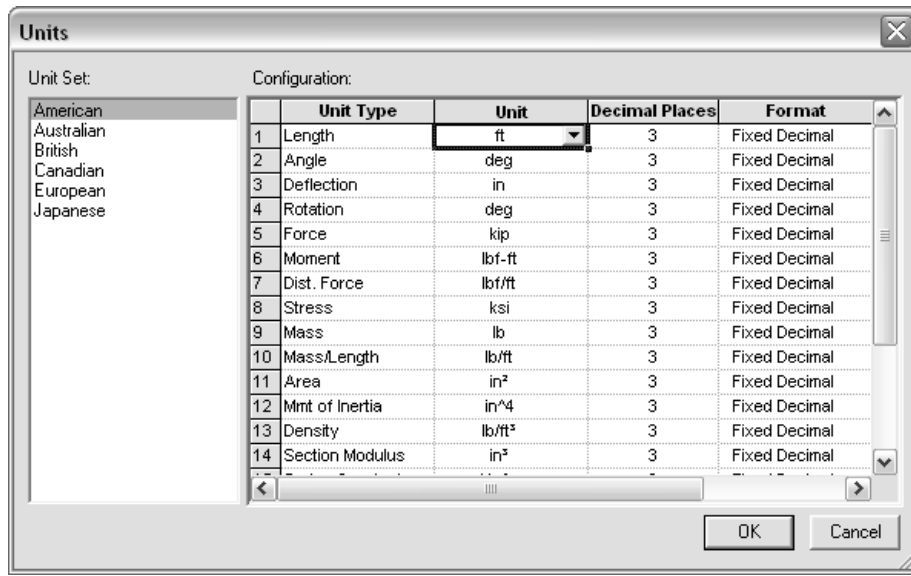 Units
Unit Set:
American
Australian
British
Canadian
European
Japanese
Configuration:
Unit Type Unit Decimal Places Format
1 Length ft 3 Fixed Decimal
2 Angle deg 3 Fixed Decimal
3 Deflection in 3 Fixed Decimal
4 Rotation deg 3 Fixed Decimal
5 Force kip 3 Fixed Decimal
6 Moment lbf-ft 3 Fixed Decimal
7 Dist. Force lbf/ft 3 Fixed Decimal
8 Stress ksi 3 Fixed Decimal
9 Mass lb 3 Fixed Decimal
10 Mass/Length lb/ft 3 Fixed Decimal
11 Area in² 3 Fixed Decimal
12 Mmt of Inertia in^4 3 Fixed Decimal
13 Density lb/ft³ 3 Fixed Decimal
14 Section Modulus in³ 3 Fixed Decimal
OK Cancel